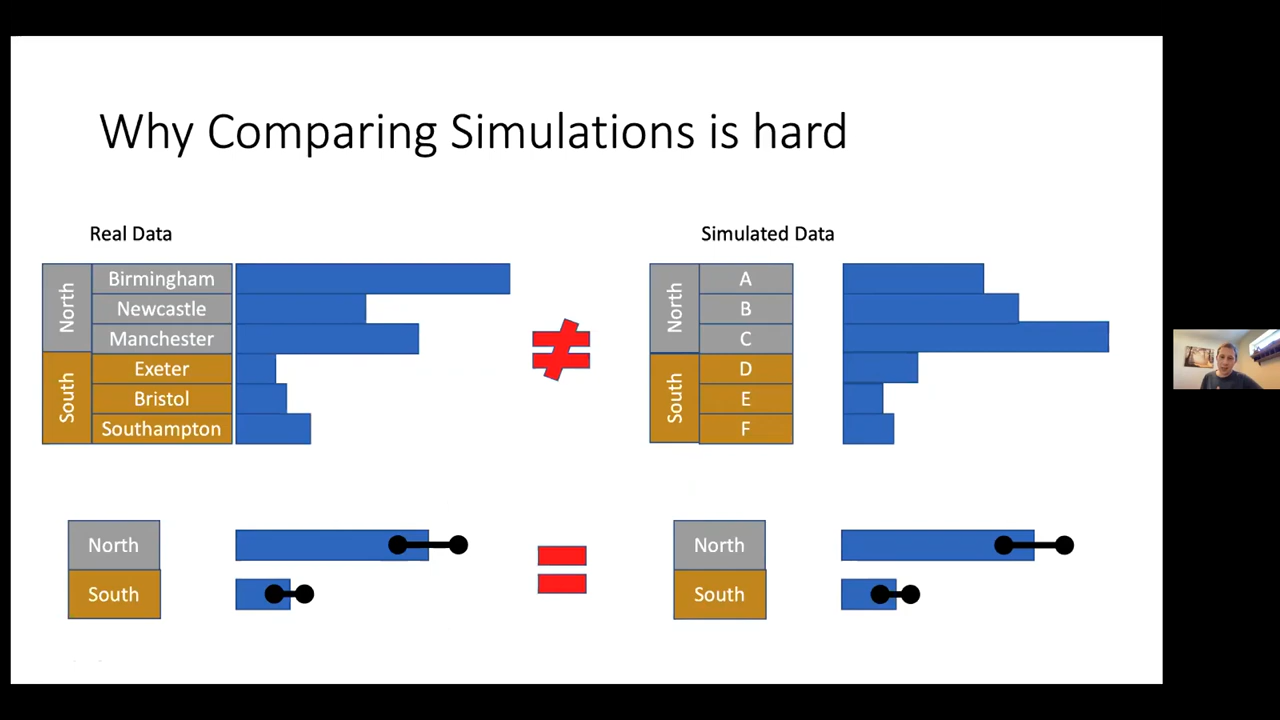 Why Comparing Simulations is hard
Real Data
Simulated Data
North
Birmingham
Newcastle
Manchester
South
Exeter
Bristol
Southampton
≠
North
A
B
C
South
D
E
F
North
South
=
North
South